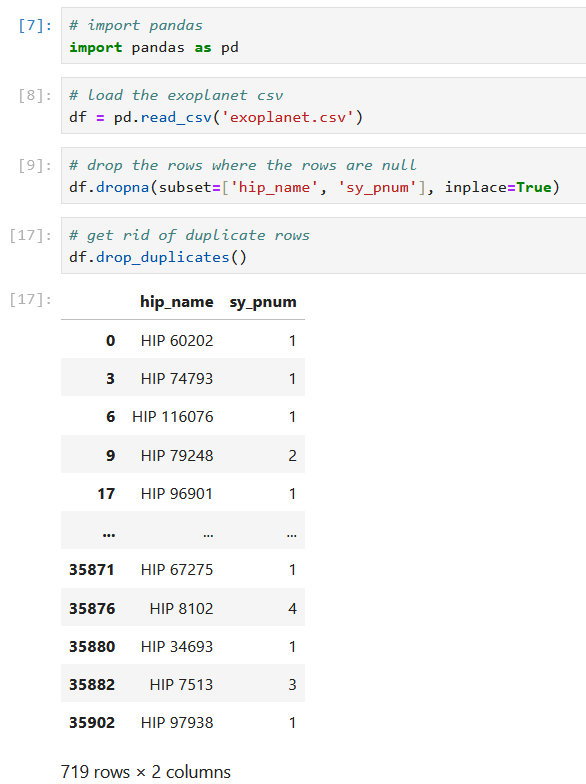 [7]: # import pandas
import pandas as pd
[8]: # load the exoplanet csv
df = pd.read_csv('exoplanet.csv')
[9]: # drop the rows where the rows are null
df.dropna(subset=['hip_name', 'sy_pnum'], inplace=True)
[17]: # get rid of duplicate rows
df.drop_duplicates()
[17]: hip_name sy_pnum
0 HIP 60202 1
3 HIP 74793 1
6 HIP 116076 1
9 HIP 79248 2
17 HIP 96901 1
... ... ...
35871 HIP 67275 1
35876 HIP 8102 4
35880 HIP 34693 1
35882 HIP 7513 3
35902 HIP 97938 1
719 rows × 2 columns